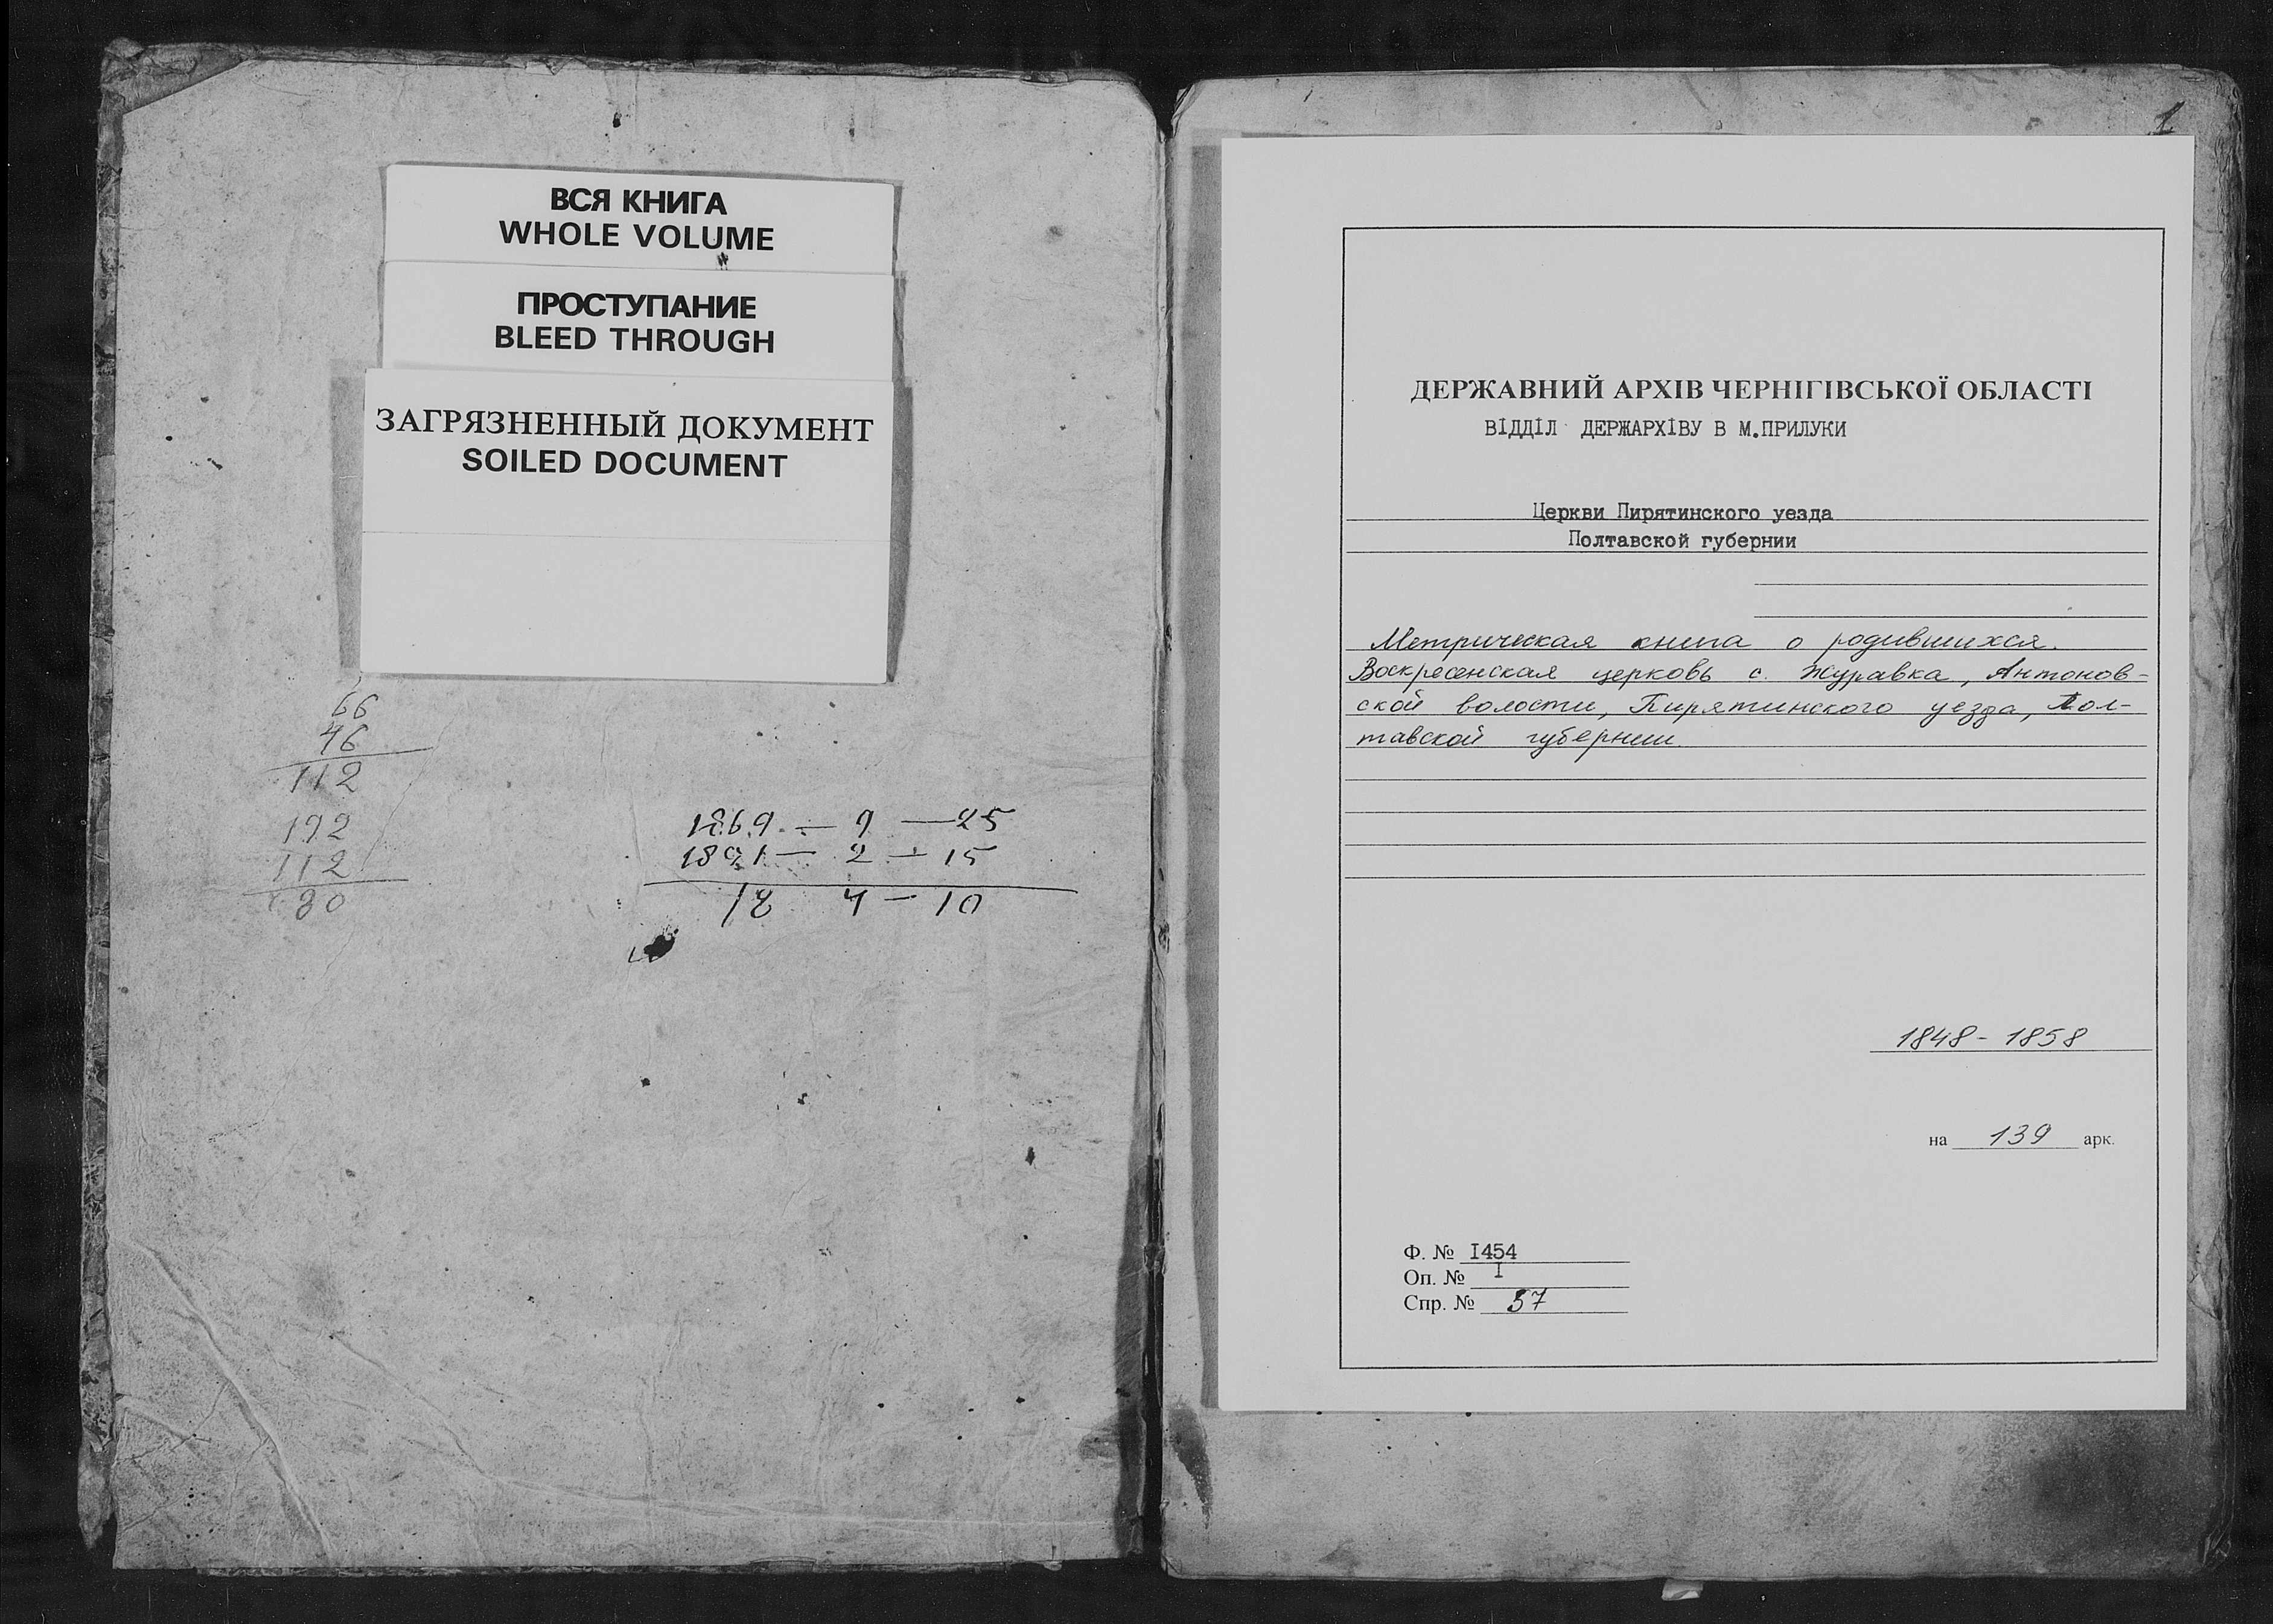 ВСЯ КНИГА
WHOLE VOLUME
ПРОСТУПАНИЕ
BLEED THROUGH
ЗАГРЯЗНЕННЫЙ ДОКУМЕНТ
SOILED DOCUMENT
66
46
112
192
112
80
1869 — 9 — 25
1851 — 2 — 15
18 7 — 10
1
ДЕРЖАВНИЙ АРХІВ ЧЕРНІГІВСЬКОЇ ОБЛАСТІ
ВІДДІЛ ДЕРЖАРХІВУ В М.ПРИЛУКИ
Церкви Пирятинского уезда
Полтавской губернии
Метрическая книга о родившихся.
Воскресенская церковь с. Журавка, Антонов-
ской волости, Пирятинского уезда, Пол-
тавской губернии.
1848 - 1858
на 139 арк.
Ф. № I454
Оп. № I
Спр. № 57